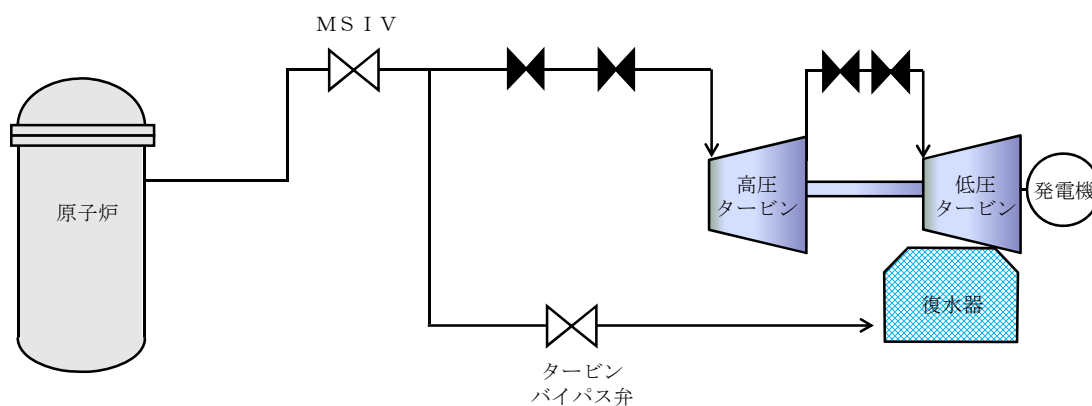 ＭＳＩＶ
原子炉
高圧
タービン
低圧
タービン
発電機
復水器
タービン
バイパス弁